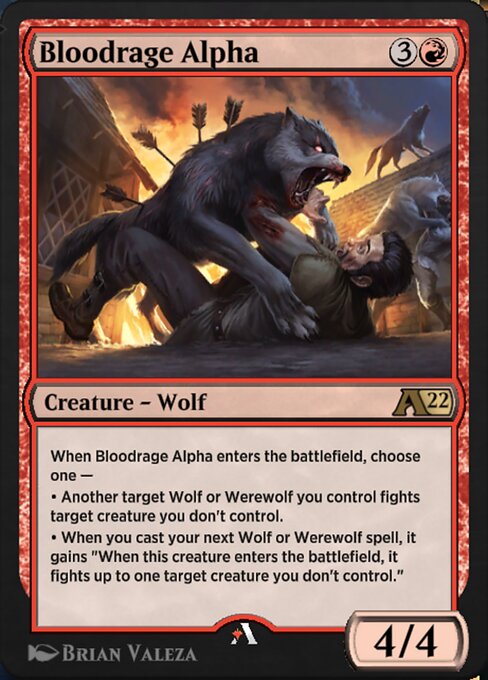 Bloodrage Alpha 3
Creature – Wolf A22
When Bloodrage Alpha enters the battlefield, choose
one —
• Another target Wolf or Werewolf you control fights
target creature you don't control.
• When you cast your next Wolf or Werewolf spell, it
gains "When this creature enters the battlefield, it
fights up to one target creature you don't control."
4/4
Brian Valeza